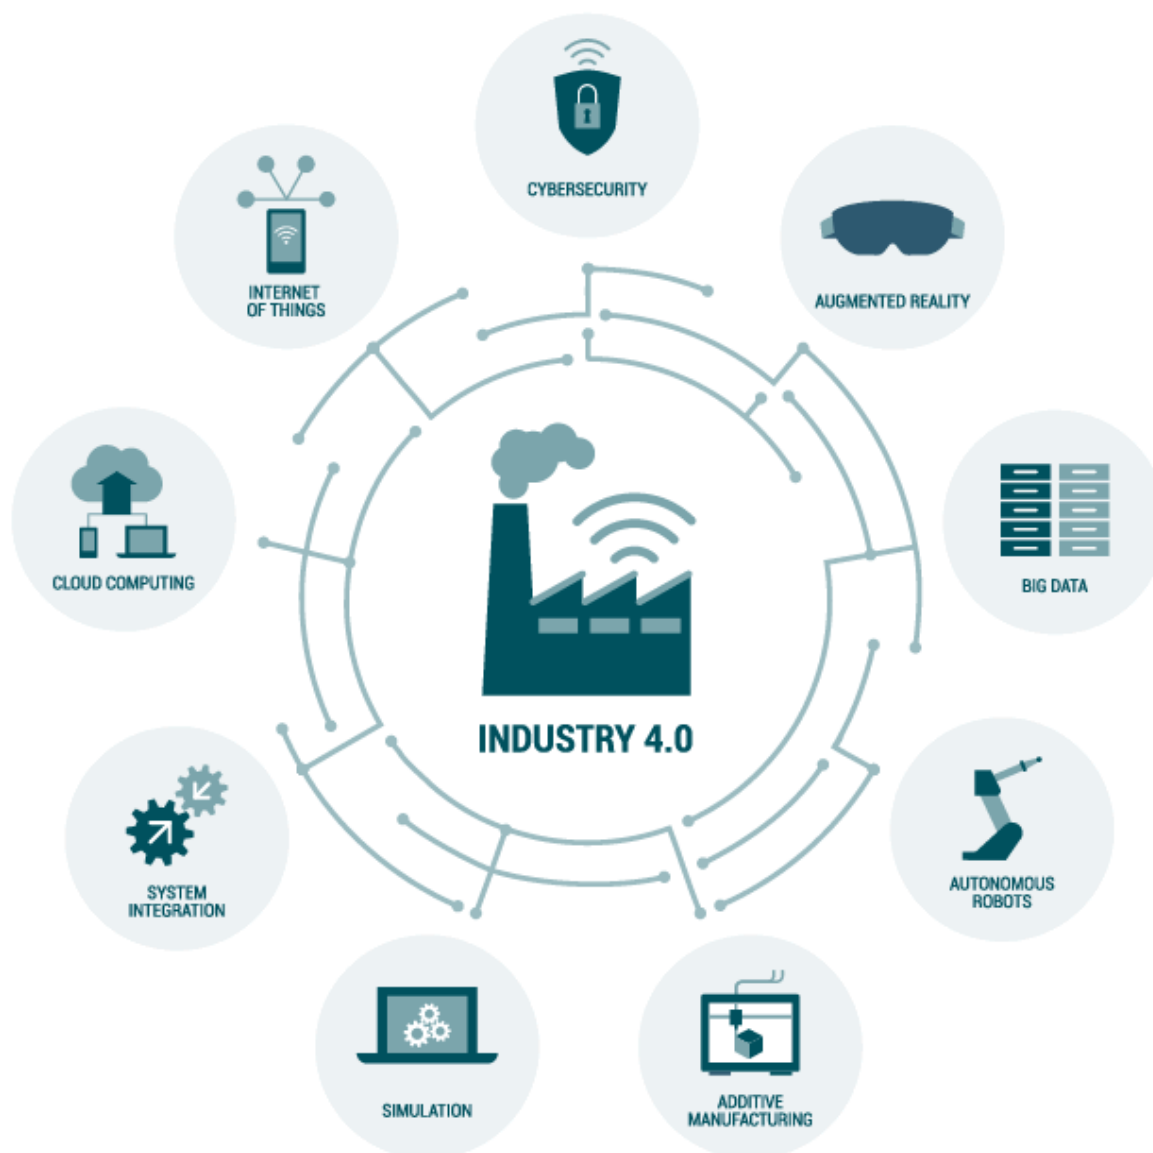 CYBERSECURITY
AUGMENTED REALITY
INTERNET
OF THINGS
BIG DATA
CLOUD COMPUTING
INDUSTRY 4.0
AUTONOMOUS
ROBOTS
SYSTEM
INTEGRATION
SIMULATION
ADDITIVE
MANUFACTURING